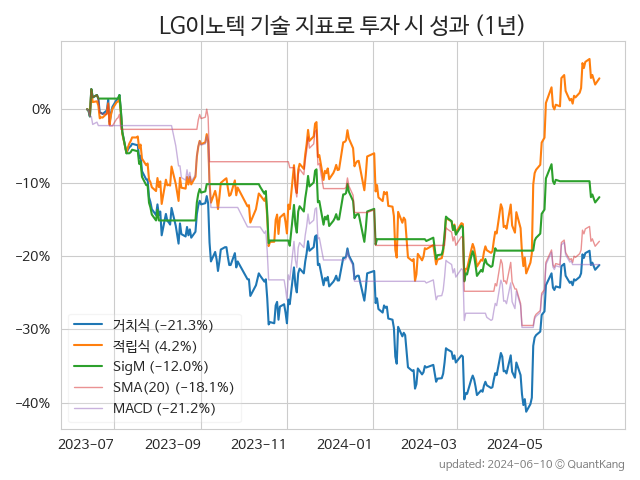 LG이노텍 기술 지표로 투자 시 성과 (1년)
0%
−10%
−20%
−30%
−40%
거치식 (−21.3%)
적립식 (4.2%)
SigM (−12.0%)
SMA(20) (−18.1%)
MACD (−21.2%)
2023−07
2023−09
2023−11
2024−01
2024−03
2024−05
updated: 2024−06−10 © QuantKang